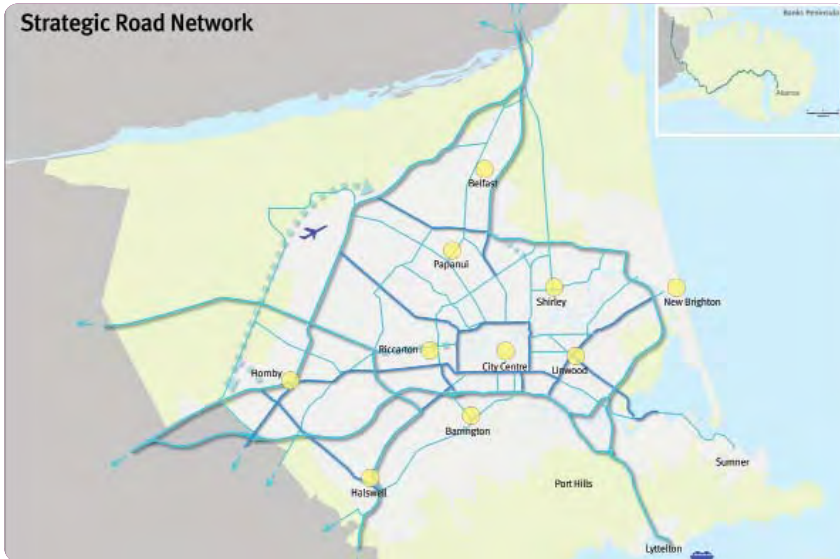 Strategic Road Network
Banks Peninsula
Akaroa
Belfast
Papanui
Shirley
New Brighton
Riccarton
City Centre
Linwood
Hornby
Barrington
Sumner
Halswell
Port Hills
Lyttelton